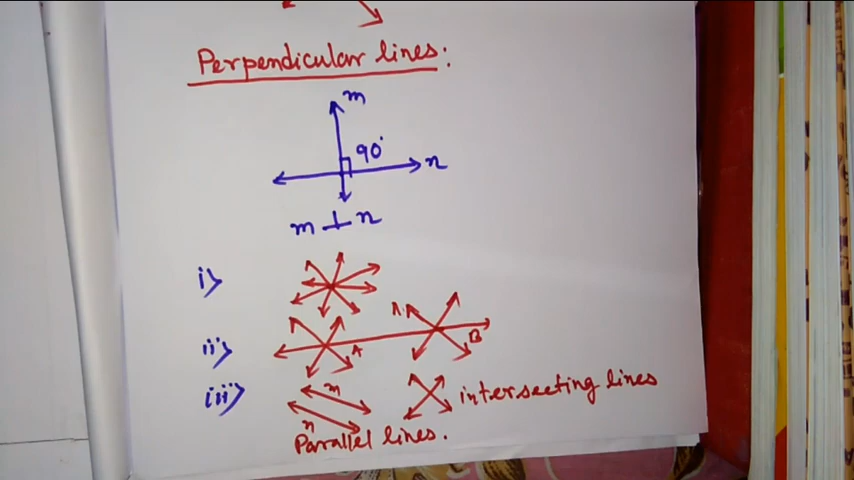 Perpendicular lines:
m
90°
n
m ⊥ n
i)
ii)
A
B
iii)
m
n
intersecting lines
Parallel lines.